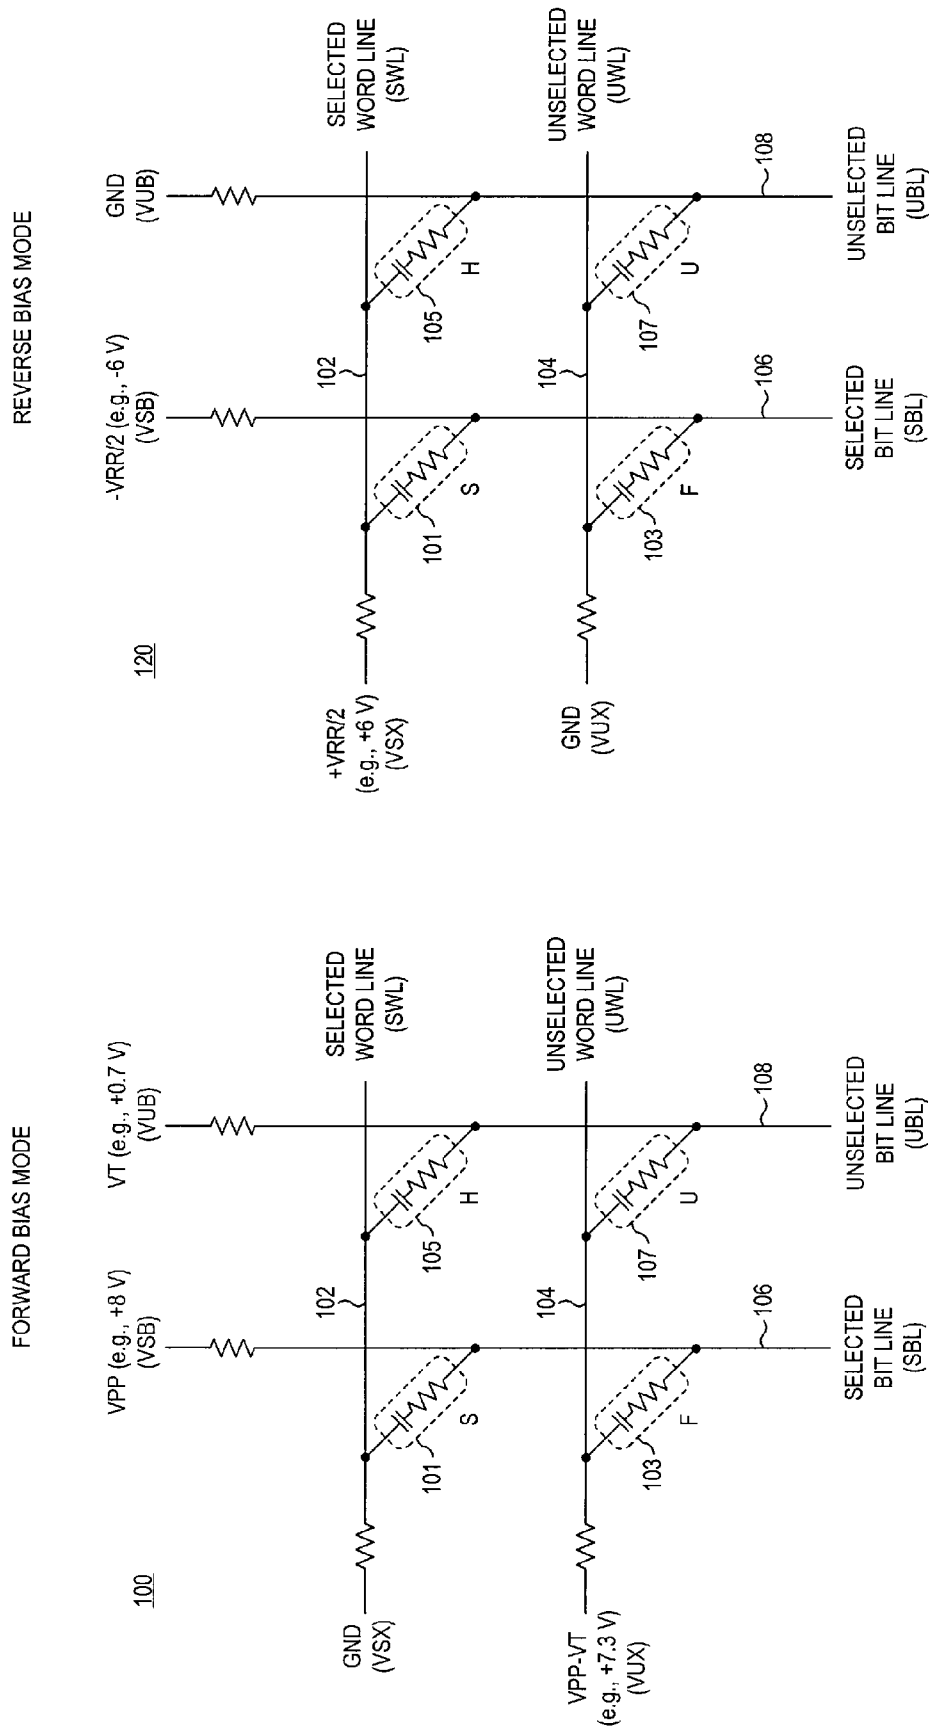 FORWARD BIAS MODE
100
VPP (e.g., +8 V)
(VSB)
VT (e.g., +0.7 V)
(VUB)
GND
(VSX)
102
SELECTED
WORD LINE
(SWL)
101
S
105
H
VPP-VT
(e.g., +7.3 V)
(VUX)
104
UNSELECTED
WORD LINE
(UWL)
103
F
107
U
106
108
SELECTED
BIT LINE
(SBL)
UNSELECTED
BIT LINE
(UBL)
REVERSE BIAS MODE
120
-VRR/2 (e.g., -6 V)
(VSB)
GND
(VUB)
+VRR/2
(e.g., +6 V)
(VSX)
102
SELECTED
WORD LINE
(SWL)
101
S
105
H
GND
(VUX)
104
UNSELECTED
WORD LINE
(UWL)
103
F
107
U
106
108
SELECTED
BIT LINE
(SBL)
UNSELECTED
BIT LINE
(UBL)